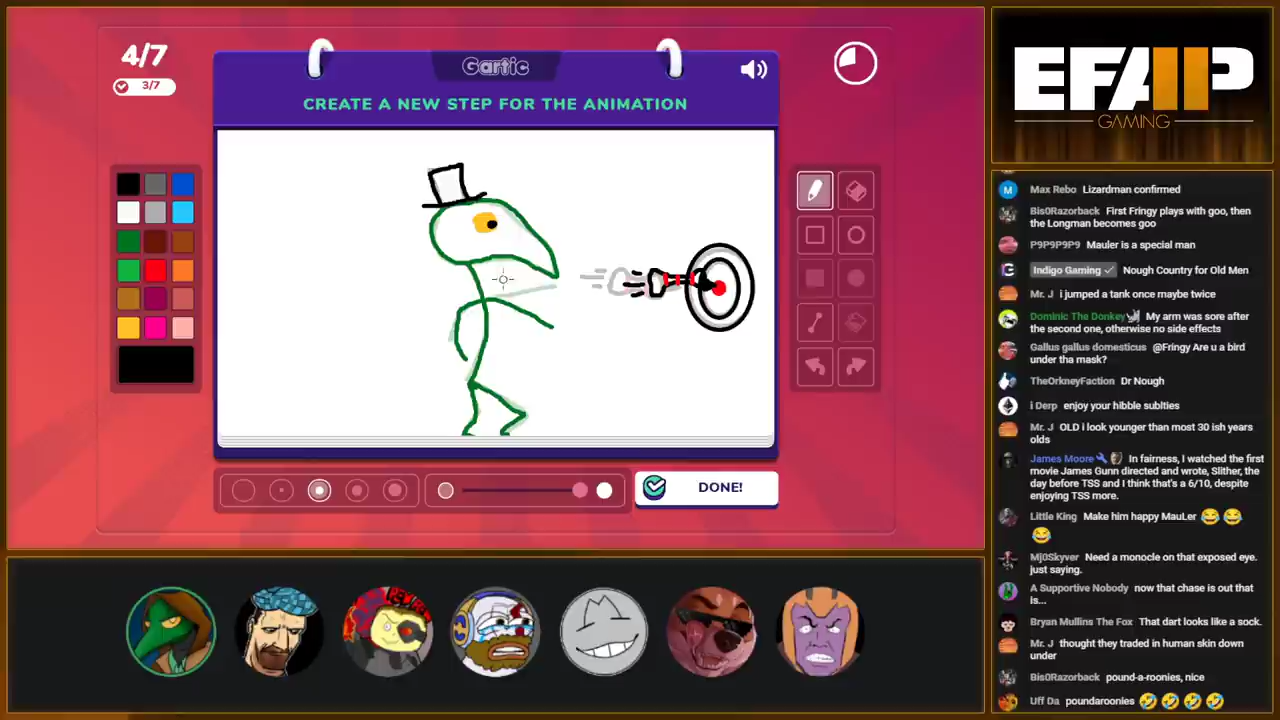 4/7
3/7
Gartic
CREATE A NEW STEP FOR THE ANIMATION
DONE!
EFAP
GAMING
Max Rebo Lizardman confirmed
Bis0Razorback First Fringy plays with goo, then
the Longman becomes goo
P9P9P9P9 Mauler is a special man
Indigo Gaming Nough Country for Old Men
Mr. J i jumped a tank once maybe twice
Dominic The Donkey My arm was sore after
the second one, otherwise no side effects
Gallus gallus domesticus @Fringy Are u a bird
under tha mask?
TheOrkneyFaction Dr Nough
i Derp enjoy your hibble sublties
Mr. J OLD i look younger than most 30 ish years
olds
James Moore In fairness, I watched the first
movie James Gunn directed and wrote, Slither, the
day before TSS and I think that's a 6/10, despite
enjoying TSS more.
Little King Make him happy MauLer 😂 😂
😂
Mj0Skyver Need a monocle on that exposed eye.
just saying.
A Supportive Nobody now that chase is out that
is...
Bryan Mullins The Fox That dart looks like a sock.
Mr. J thought they traded in human skin down
under
Bis0Razorback pound-a-roonies, nice
Uff Da poundaroonies 🤣 🤣 🤣 🤣